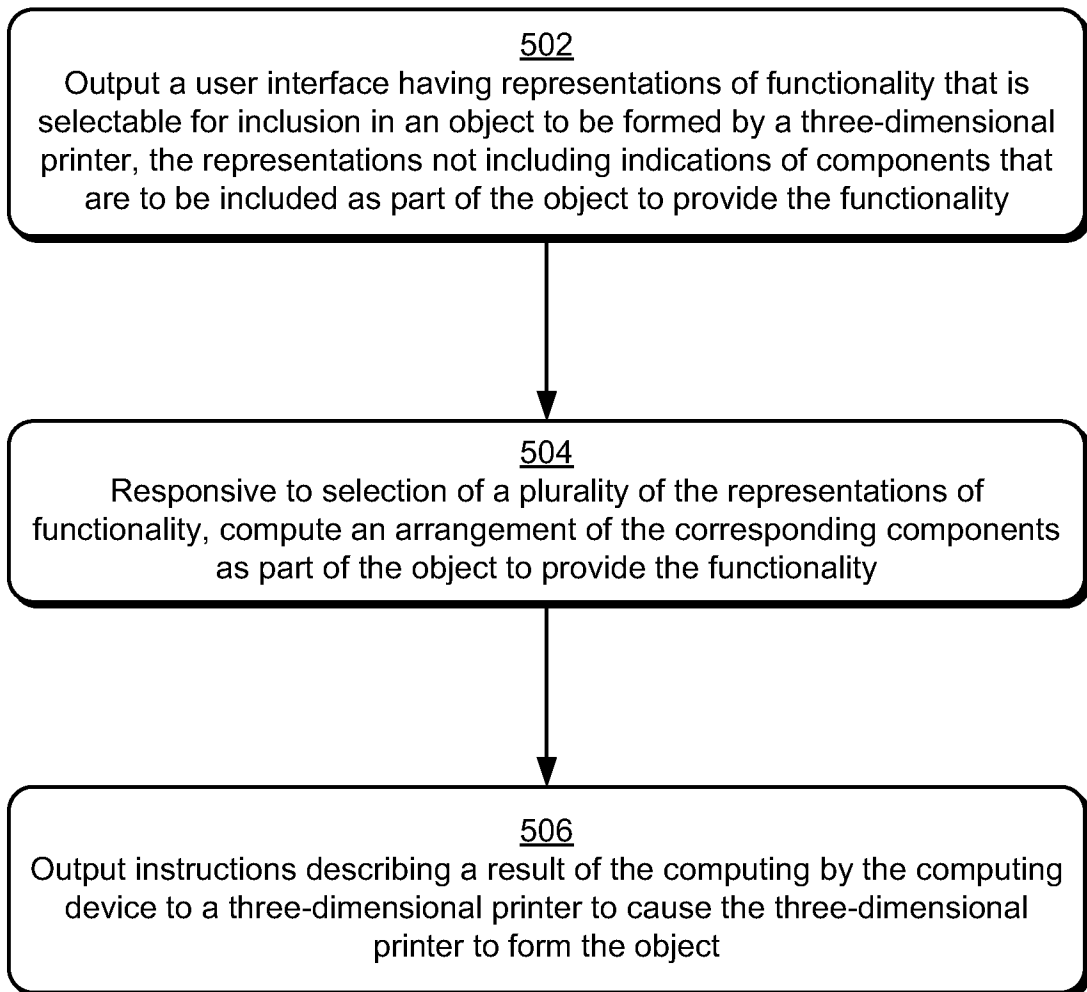 502
Output a user interface having representations of functionality that is
selectable for inclusion in an object to be formed by a three-dimensional
printer, the representations not including indications of components that
are to be included as part of the object to provide the functionality
504
Responsive to selection of a plurality of the representations of
functionality, compute an arrangement of the corresponding components
as part of the object to provide the functionality
506
Output instructions describing a result of the computing by the computing
device to a three-dimensional printer to cause the three-dimensional
printer to form the object